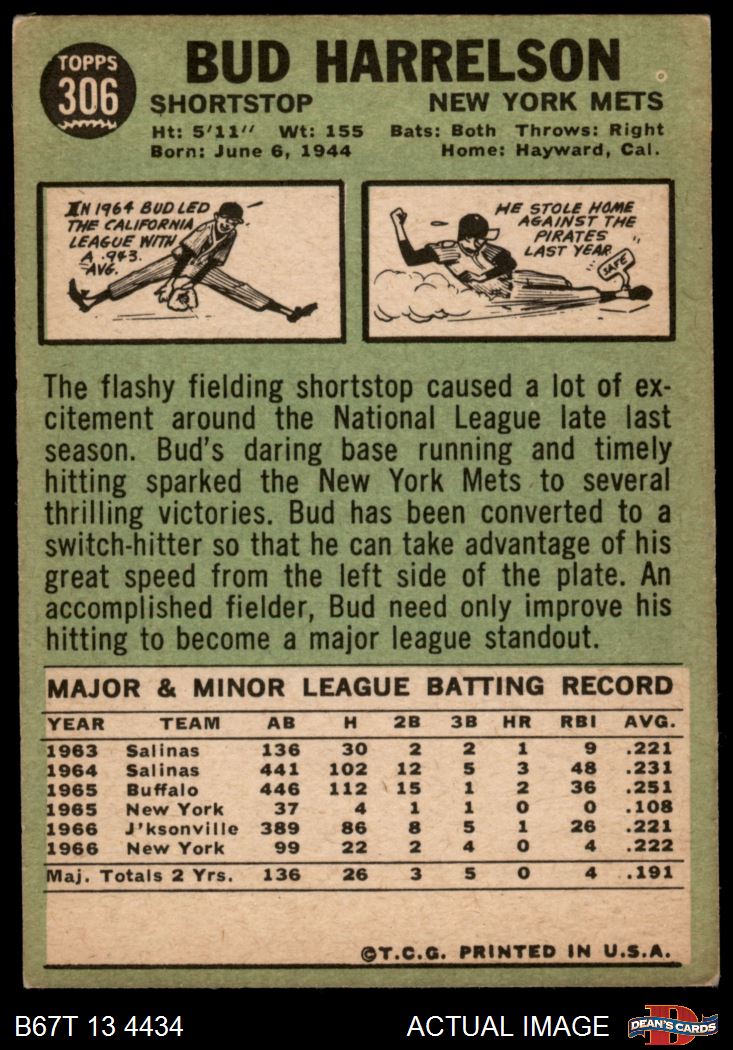 TOPPS
306
BUD HARRELSON
SHORTSTOP NEW YORK METS
Ht: 5'11" Wt: 155 Bats: Both Throws: Right
Born: June 6, 1944 Home: Hayward, Cal.
IN 1964 BUD LED
THE CALIFORNIA
LEAGUE WITH
A .943
AVG.
HE STOLE HOME
AGAINST THE
PIRATES
LAST YEAR
SAFE
The flashy fielding shortstop caused a lot of ex-
citement around the National League late last
season. Bud's daring base running and timely
hitting sparked the New York Mets to several
thrilling victories. Bud has been converted to a
switch-hitter so that he can take advantage of his
great speed from the left side of the plate. An
accomplished fielder, Bud need only improve his
hitting to become a major league standout.
MAJOR & MINOR LEAGUE BATTING RECORD
YEAR TEAM AB H 2B 3B HR RBI AVG.
1963 Salinas 136 30 2 2 1 9 .221
1964 Salinas 441 102 12 5 3 48 .231
1965 Buffalo 446 112 15 1 2 36 .251
1965 New York 37 4 1 1 0 0 .108
1966 J'ksonville 389 86 8 5 1 26 .221
1966 New York 99 22 2 4 0 4 .222
Maj. Totals 2 Yrs. 136 26 3 5 0 4 .191
©T.C.G. PRINTED IN U.S.A.
B67T 13 4434 ACTUAL IMAGE
D
DEAN'S CARDS